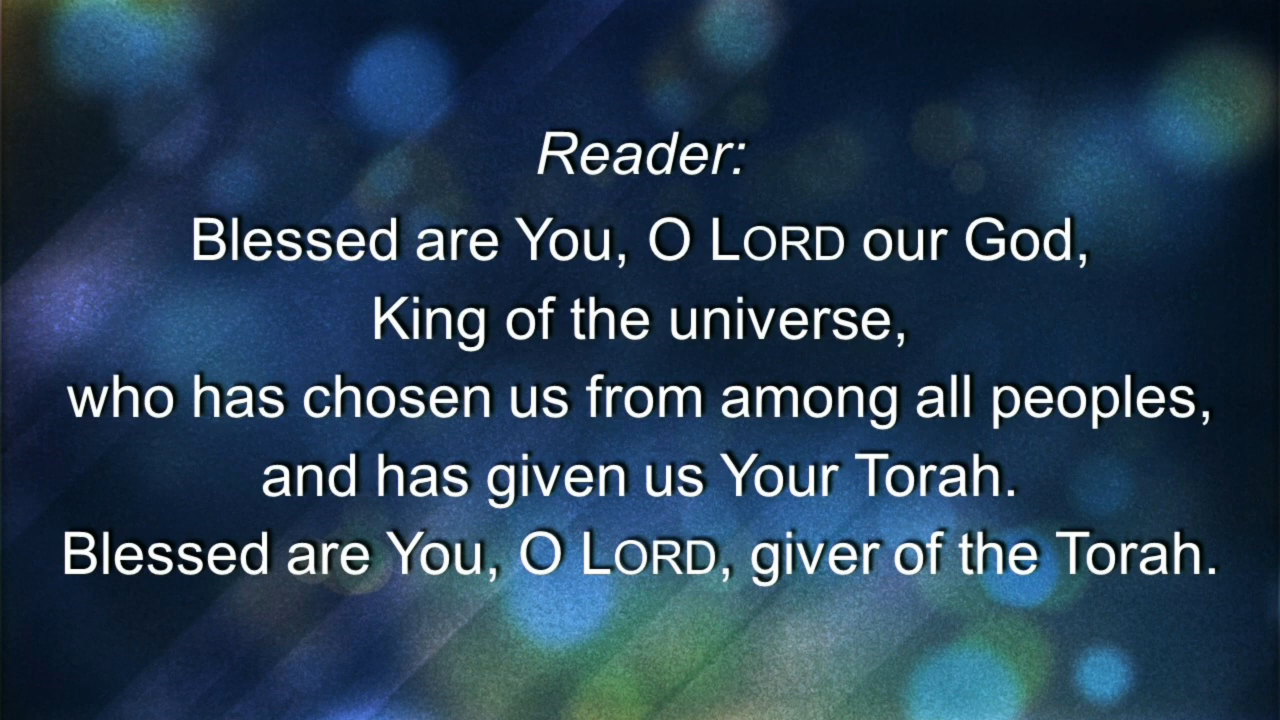 Reader:
Blessed are You, O LORD our God,
King of the universe,
who has chosen us from among all peoples,
and has given us Your Torah.
Blessed are You, O LORD, giver of the Torah.